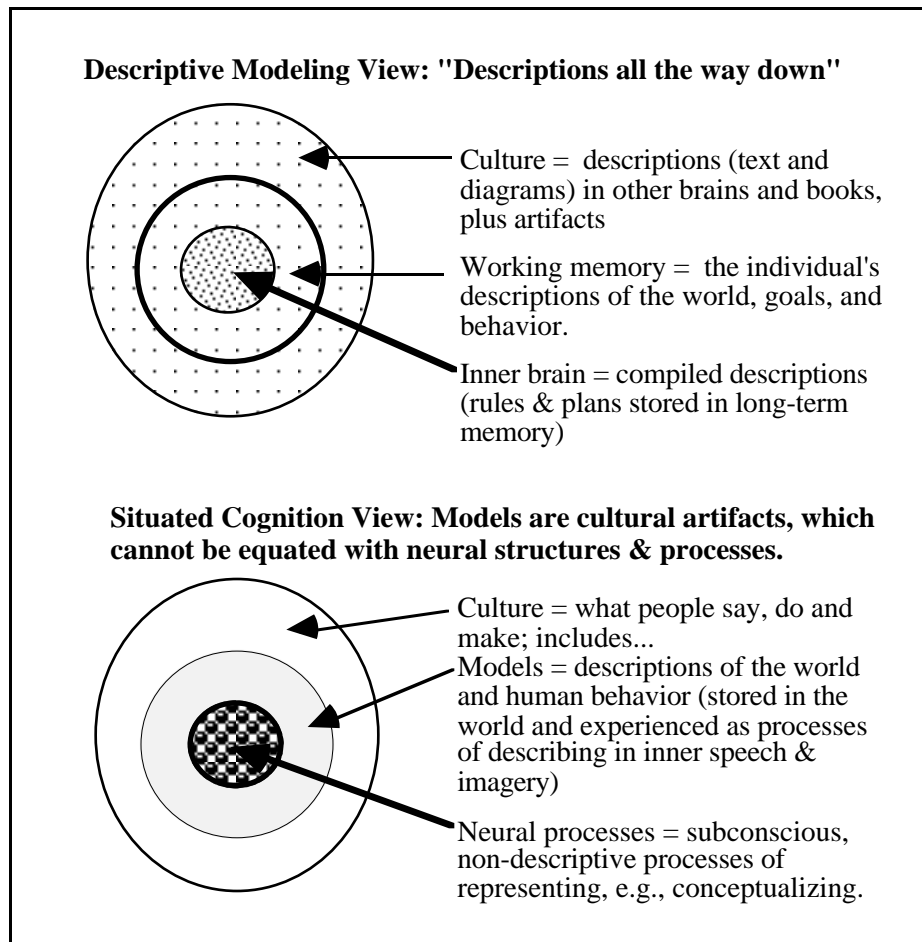 Descriptive Modeling View: "Descriptions all the way down"
Culture = descriptions (text and
diagrams) in other brains and books,
plus artifacts
Working memory = the individual's
descriptions of the world, goals, and
behavior.
Inner brain = compiled descriptions
(rules & plans stored in long-term
memory)
Situated Cognition View: Models are cultural artifacts, which
cannot be equated with neural structures & processes.
Culture = what people say, do and
make; includes...
Models = descriptions of the world
and human behavior (stored in the
world and experienced as processes
of describing in inner speech &
imagery)
Neural processes = subconscious,
non-descriptive processes of
representing, e.g., conceptualizing.